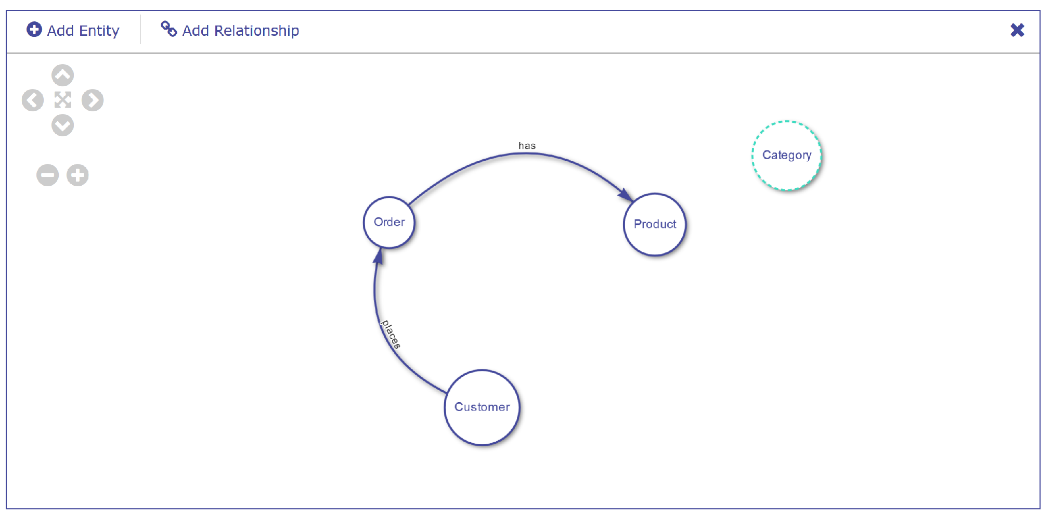 Add Entity
Add Relationship
has
Category
Order
Product
places
Customer